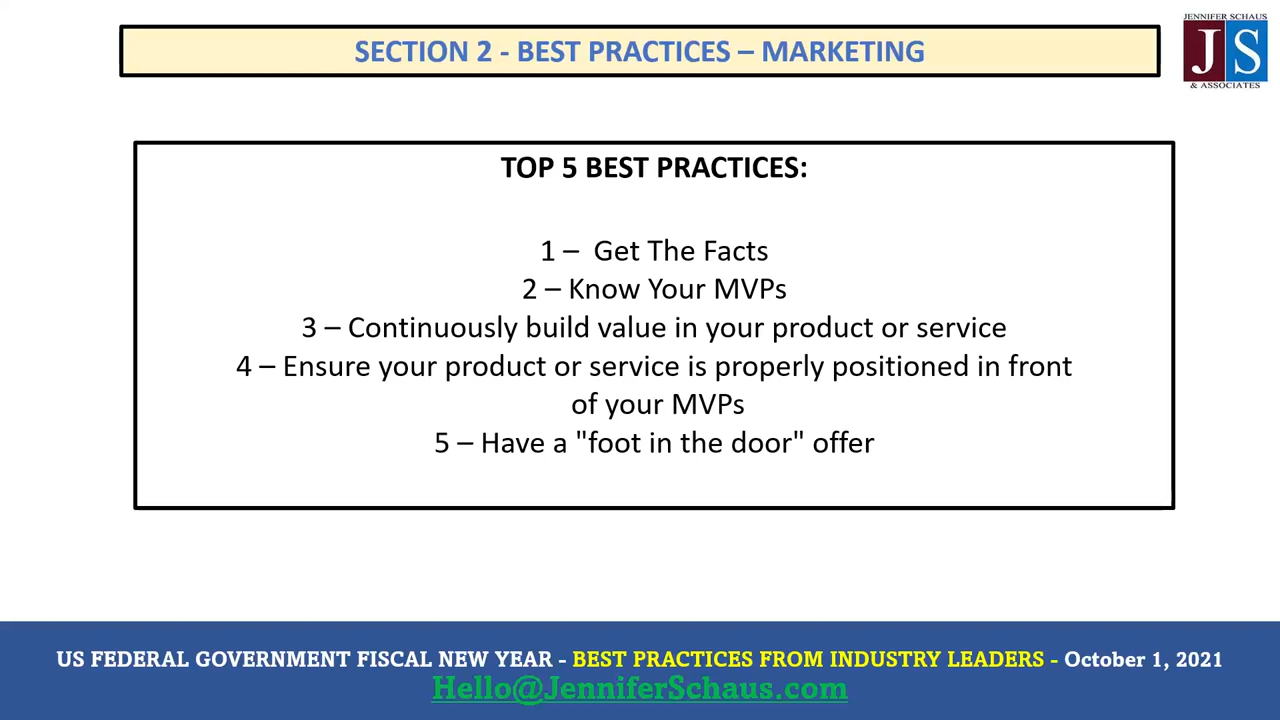 SECTION 2 - BEST PRACTICES – MARKETING
JENNIFER SCHAUS
JS
& ASSOCIATES
TOP 5 BEST PRACTICES:
1 –  Get The Facts
2 – Know Your MVPs
3 – Continuously build value in your product or service
4 – Ensure your product or service is properly positioned in front
of your MVPs
5 – Have a "foot in the door" offer
US FEDERAL GOVERNMENT FISCAL NEW YEAR - BEST PRACTICES FROM INDUSTRY LEADERS - October 1, 2021
Hello@JenniferSchaus.com